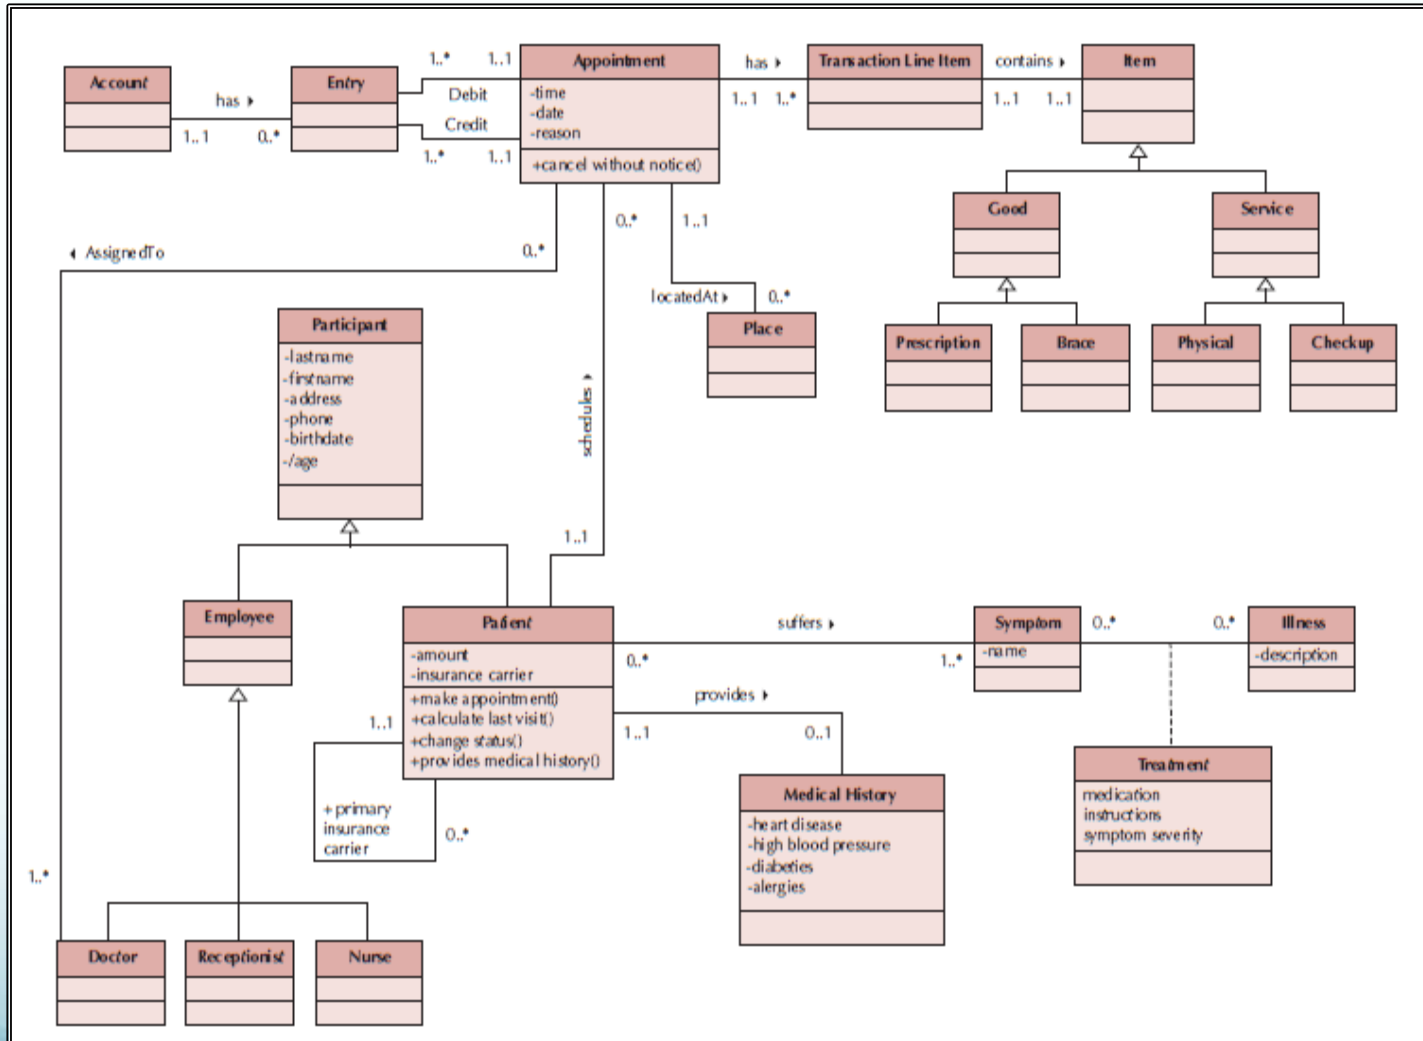 Account
has ▸
1..1
0..*
Entry
1..*
1..1
Debit
Credit
1..*
1..1
Appointment
-time
-date
-reason
+cancel without notice()
has ▸
1..1
1..*
Transaction Line Item
contains ▸
1..1
1..1
Item
Good
Service
Prescription
Brace
Physical
Checkup
◂ AssignedTo
0..*
0..*
1..1
locatedAt ▸
0..*
Place
Participant
-lastname
-firstname
-address
-phone
-birthdate
-/age
schedules ▸
1..1
Employee
Patient
-amount
-insurance carrier
+make appointment()
+calculate last visit()
+change status()
+provides medical history()
1..1
+ primary
insurance
carrier
0..*
suffers ▸
0..*
1..*
Symptom
-name
0..*
0..*
Illness
-description
provides ▸
1..1
0..1
Medical History
-heart disease
-high blood pressure
-diabeties
-alergies
Treatment
medication
instructions
symptom severity
1..*
Doctor
Receptionist
Nurse